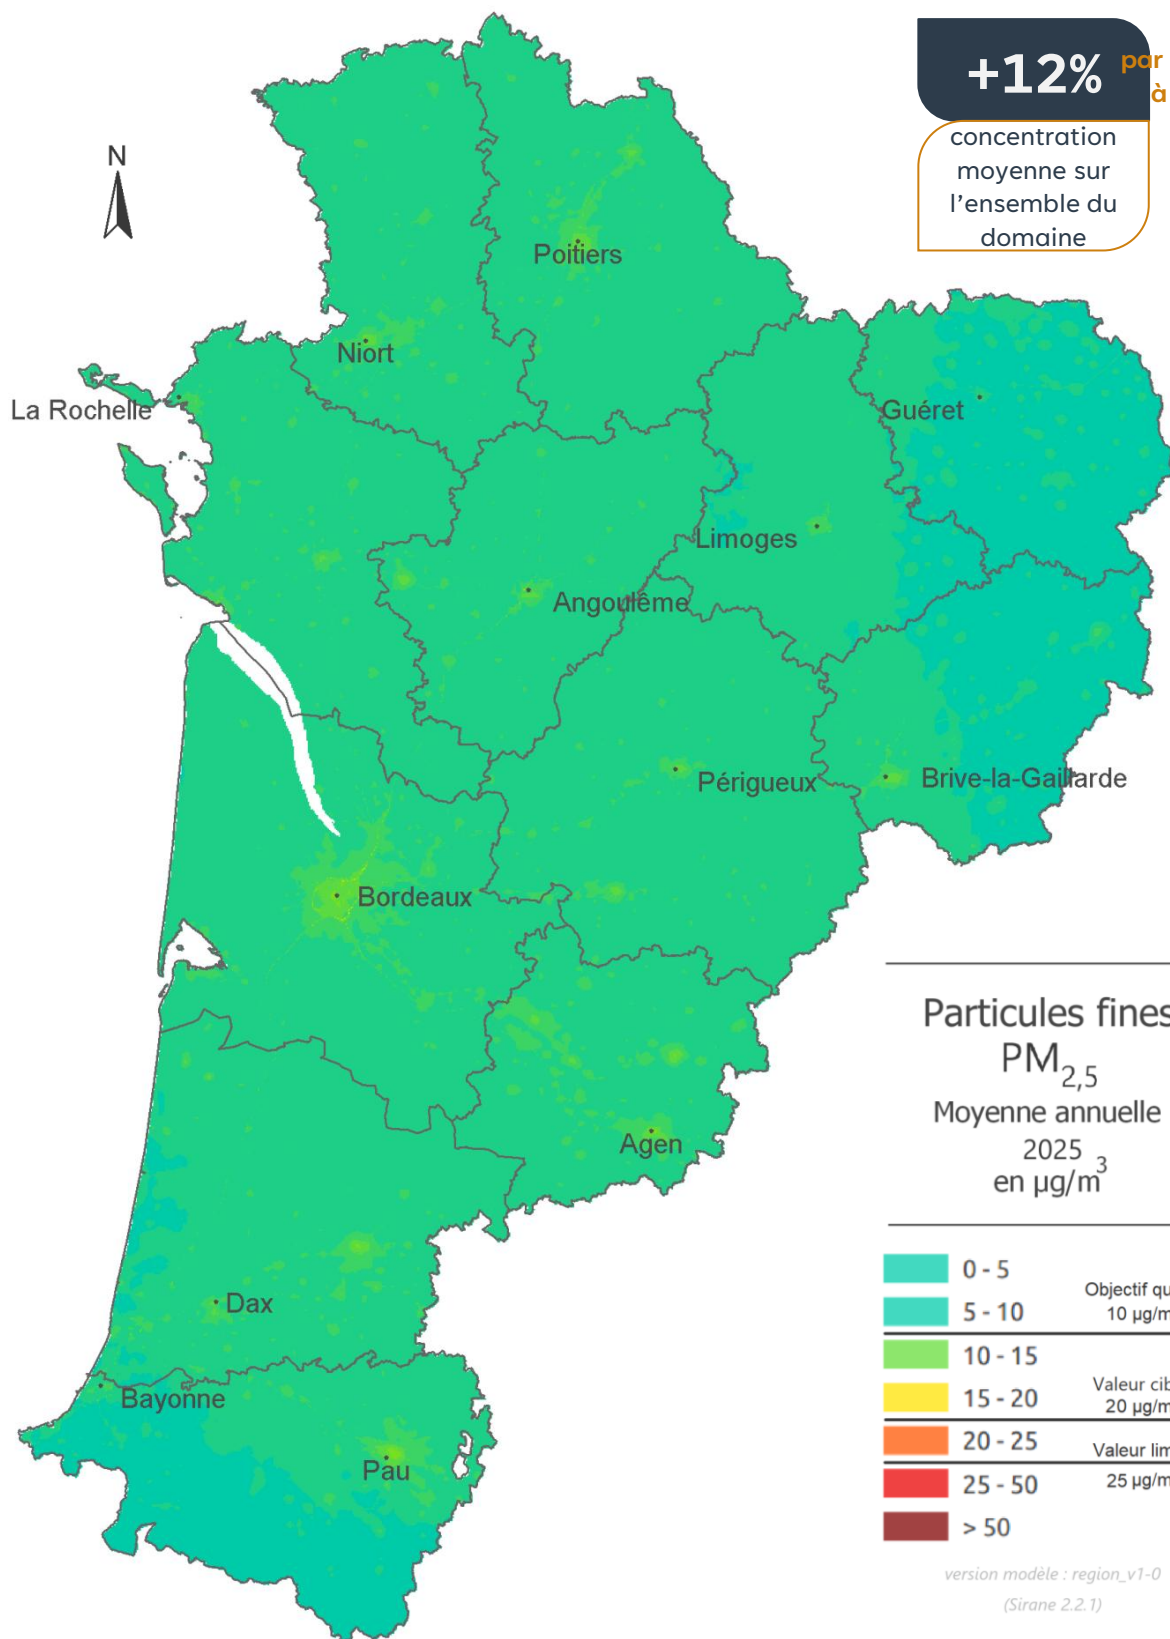 +12% par
à
concentration
moyenne sur
l'ensemble du
domaine
N
Poitiers
Niort
La Rochelle
Guéret
Limoges
Angoulême
Périgueux
Brive-la-Gaillarde
Bordeaux
Agen
Dax
Bayonne
Pau
Particules fines
PM2,5
Moyenne annuelle
2025
en µg/m³
0 - 5
Objectif qu
5 - 10
10 µg/m
10 - 15
Valeur cib
15 - 20
20 µg/m
20 - 25
Valeur lim
25 - 50
25 µg/m
> 50
version modèle : region_v1-0
(Sirane 2.2.1)